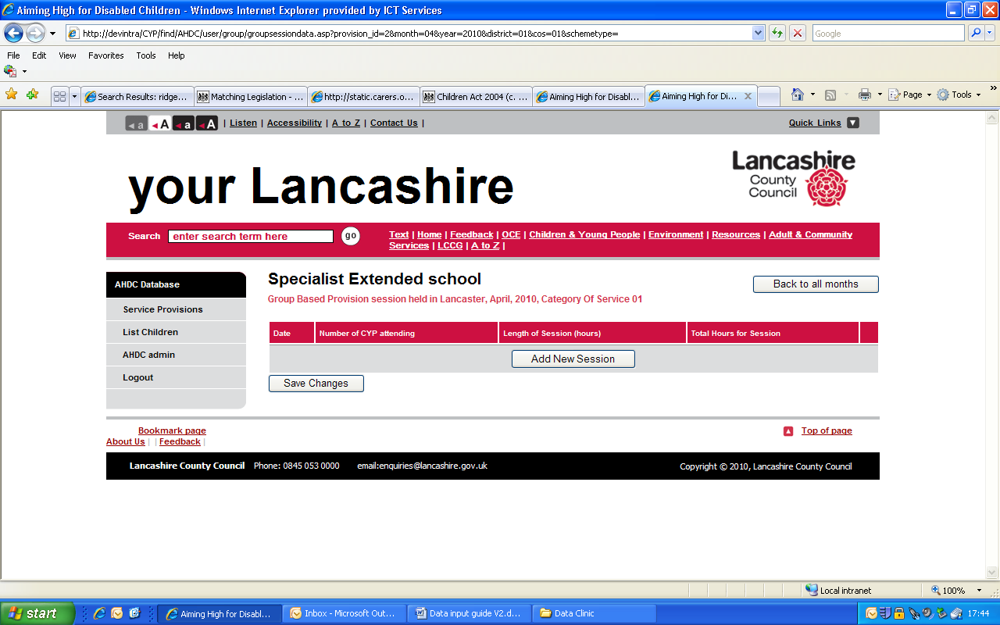 Aiming High for Disabled Children - Windows Internet Explorer provided by ICT Services
http://devintra/CYP/find/AHDC/user/group/groupsessiondata.asp?provision_id=2&month=04&year=2010&district=01&cos=01&schemetype=
Google
File Edit View Favorites Tools Help
Search Results: ridge... Matching Legislation - ... http://static.carers.o... Children Act 2004 (c. ... Aiming High for Disabl... Aiming High for Di... Page Tools
a A a A | Listen | Accessibility | A to Z | Contact Us | Quick Links
your Lancashire
Lancashire
County
Council
Search enter search term here go
Text | Home | Feedback | OCE | Children & Young People | Environment | Resources | Adult & Community
Services | LCCG | A to Z |
AHDC Database
Service Provisions
List Children
AHDC admin
Logout
Specialist Extended school
Back to all months
Group Based Provision session held in Lancaster, April, 2010, Category Of Service 01
Date Number of CYP attending Length of Session (hours) Total Hours for Session
Add New Session
Save Changes
Bookmark page
Top of page
About Us | | Feedback |
Lancashire County Council Phone: 0845 053 0000 email:enquiries@lancashire.gov.uk Copyright © 2010, Lancashire County Council
Local intranet 100%
start Aiming High for Disabl... Inbox - Microsoft Out... Data input guide V2.d... Data Clinic 17:44